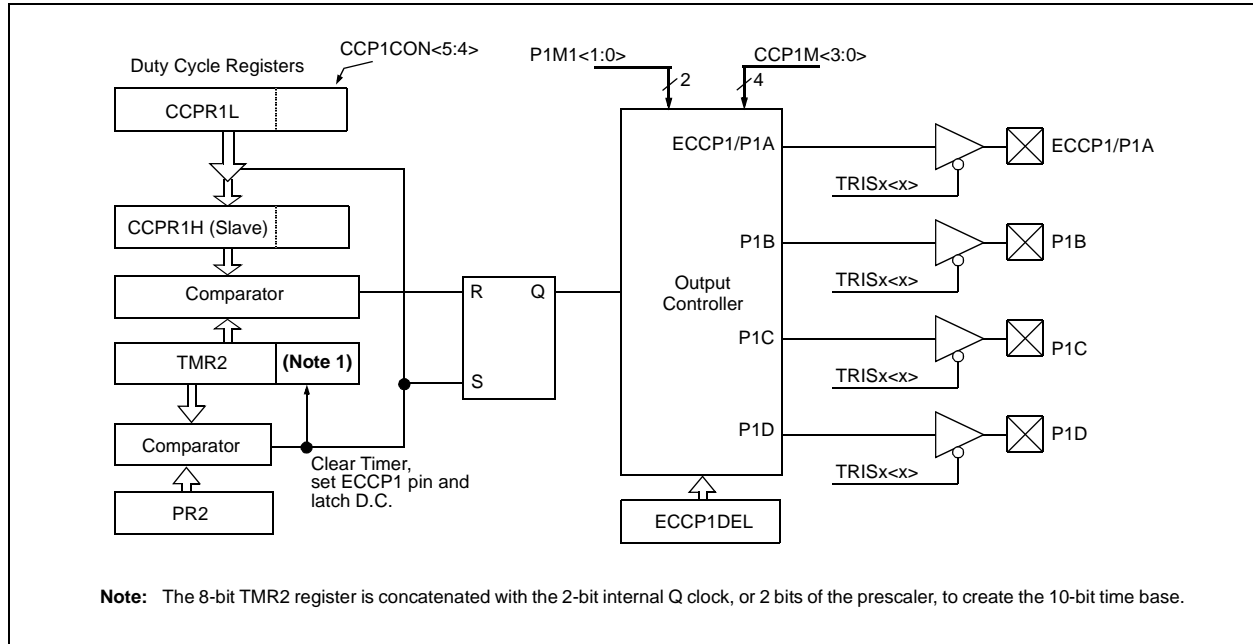 CCP1CON<5:4>
Duty Cycle Registers
CCPR1L
CCPR1H (Slave)
Comparator
TMR2
(Note 1)
Comparator
PR2
Clear Timer,
set ECCP1 pin and
latch D.C.
R
Q
S
P1M1<1:0>
2
CCP1M<3:0>
4
ECCP1/P1A
P1B
Output
Controller
P1C
P1D
ECCP1DEL
TRISx<x>
ECCP1/P1A
TRISx<x>
P1B
TRISx<x>
P1C
TRISx<x>
P1D
Note: The 8-bit TMR2 register is concatenated with the 2-bit internal Q clock, or 2 bits of the prescaler, to create the 10-bit time base.